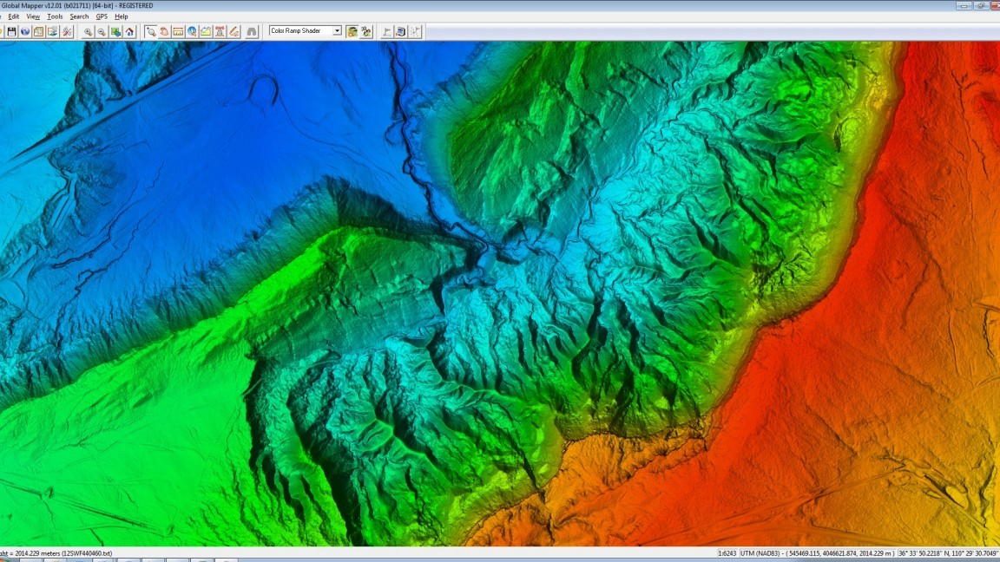 Global Mapper v12.01 (b021711) [64-bit] - REGISTERED
Edit View Tools Search GPS Help
Color Ramp Shader
ht = 2014.229 meters (12SWF440460.txt)
1:6243 UTM (NAD83) - ( 545469.115, 4046621.874, 2014.229 m ) 36° 33' 50.2218" N, 110° 29' 30.7049"